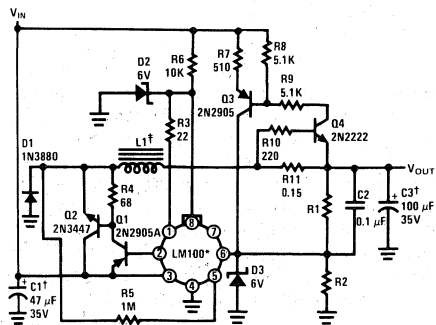 VIN
D2
6V
R6
10K
R7
510
R8
5.1K
R9
5.1K
Q3
2N2905
Q4
2N2222
D1
1N3880
L1‡
R3
22
R10
220
R11
0.15
VOUT
R4
68
Q2
2N3447
Q1
2N2905A
R1
C2
0.1 μF
C3†
100 μF
35V
+
1
8
7
2
LM100*
6
3
4
5
D3
6V
R2
+
C1†
47 μF
35V
R5
1M